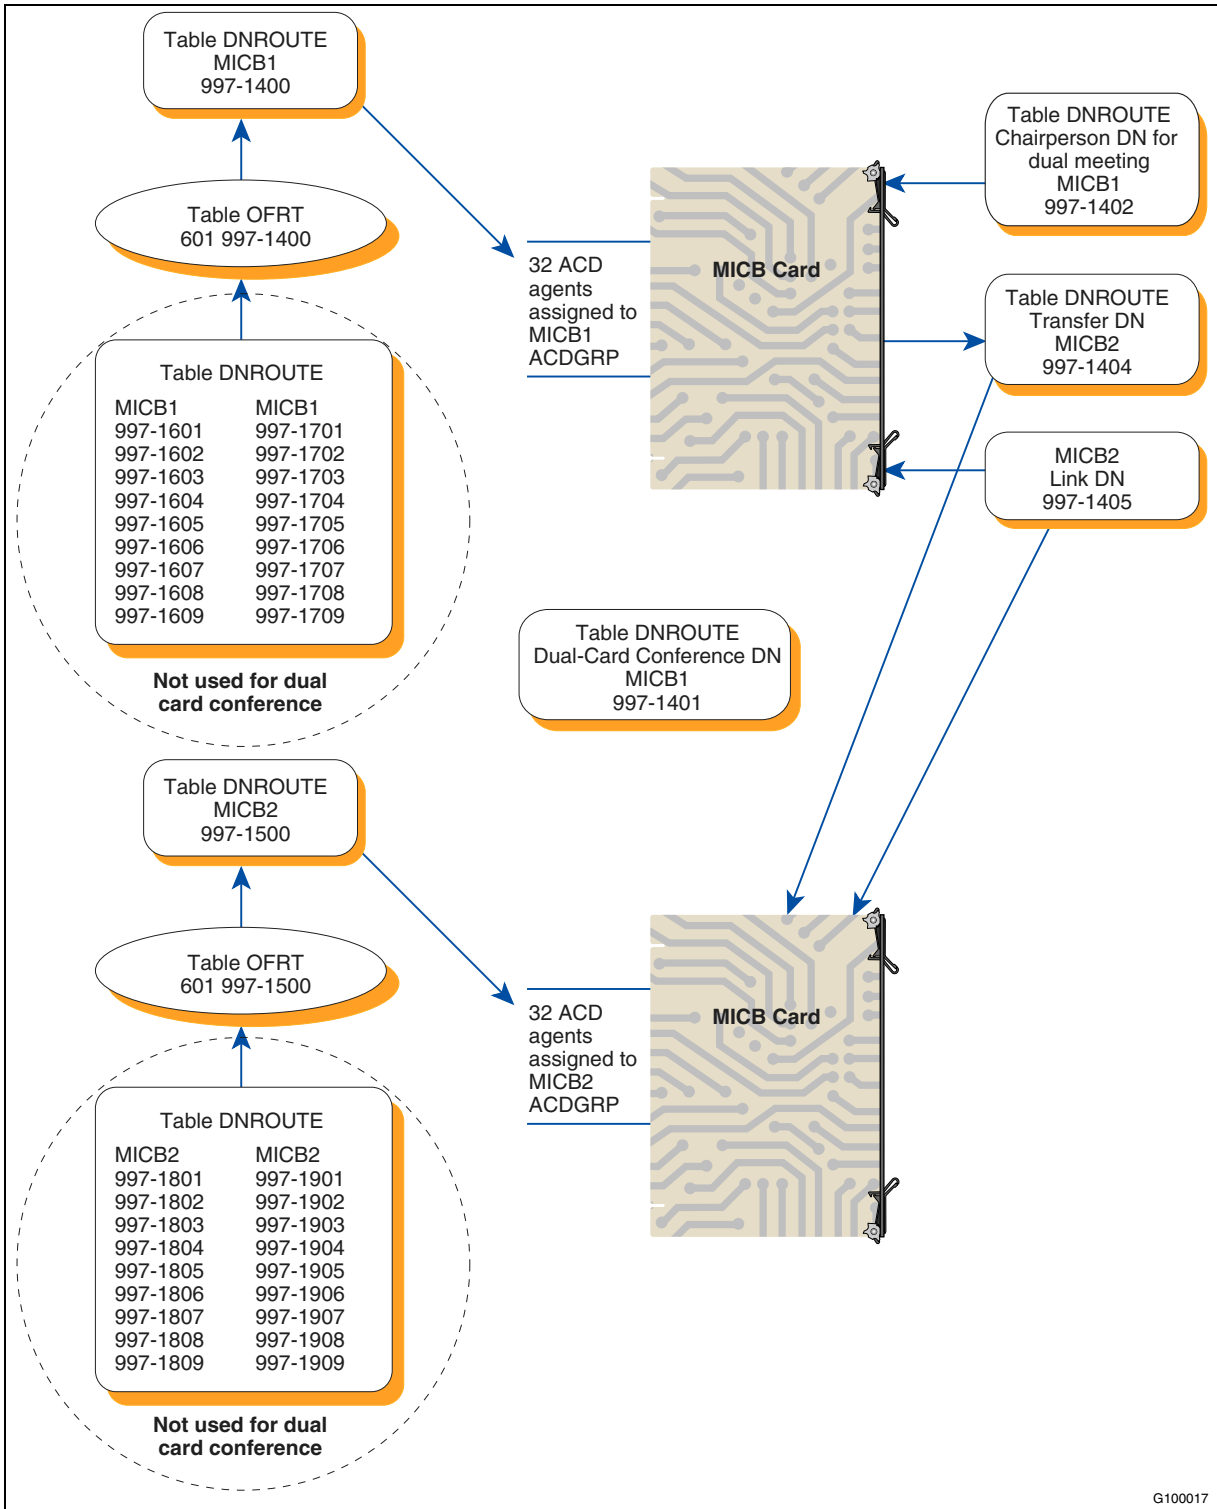 Table DNROUTE
MICB1
997-1400
Table OFRT
601 997-1400
Table DNROUTE
MICB1 MICB1
997-1601 997-1701
997-1602 997-1702
997-1603 997-1703
997-1604 997-1704
997-1605 997-1705
997-1606 997-1706
997-1607 997-1707
997-1608 997-1708
997-1609 997-1709
Not used for dual
card conference
32 ACD
agents
assigned to
MICB1
ACDGRP
MICB Card
Table DNROUTE
Chairperson DN for
dual meeting
MICB1
997-1402
Table DNROUTE
Transfer DN
MICB2
997-1404
MICB2
Link DN
997-1405
Table DNROUTE
Dual-Card Conference DN
MICB1
997-1401
Table DNROUTE
MICB2
997-1500
Table OFRT
601 997-1500
Table DNROUTE
MICB2 MICB2
997-1801 997-1901
997-1802 997-1902
997-1803 997-1903
997-1804 997-1904
997-1805 997-1905
997-1806 997-1906
997-1807 997-1907
997-1808 997-1908
997-1809 997-1909
Not used for dual
card conference
32 ACD
agents
assigned to
MICB2
ACDGRP
MICB Card
G100017